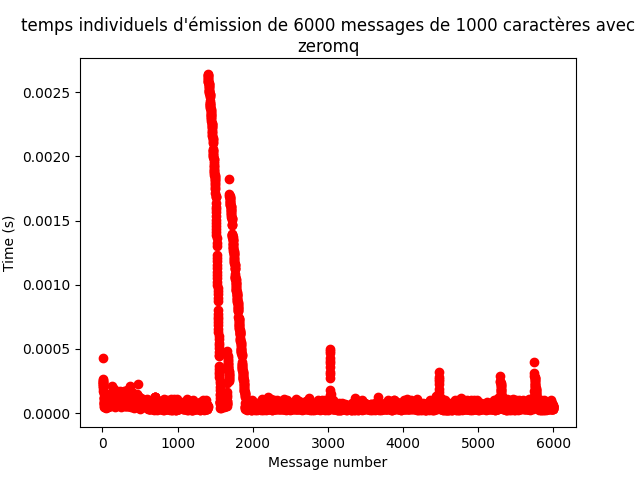 temps individuels d'émission de 6000 messages de 1000 caractères avec
zeromq
0.0025
0.0020
0.0015
0.0010
0.0005
0.0000
Time (s)
0 1000 2000 3000 4000 5000 6000
Message number